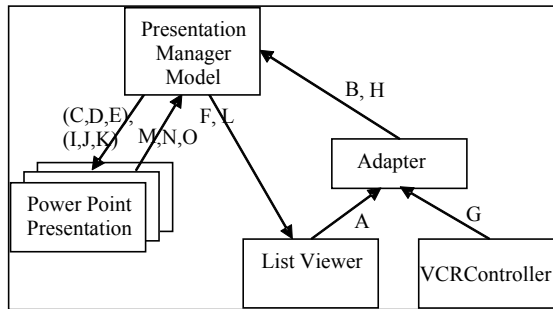 Presentation
Manager
Model
B, H
(C,D,E),
(I,J,K)
M,N,O
F, L
Adapter
Power Point
Presentation
A
G
List Viewer
VCRController